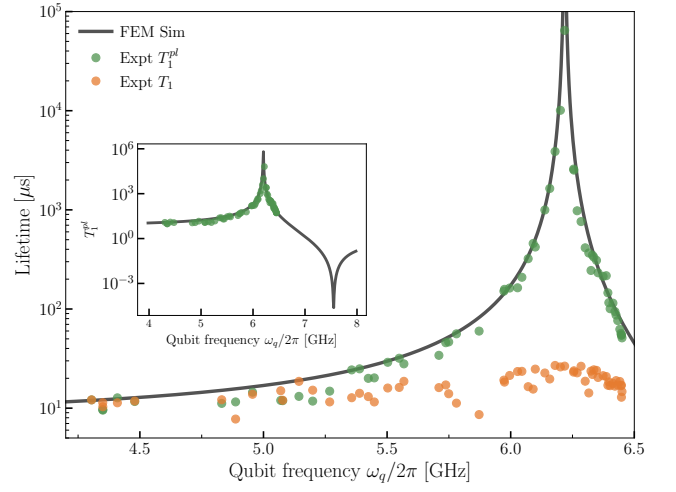 FEM Sim
Expt T_1^{pl}
Expt T_1
Lifetime [μs]
10^5
10^4
10^3
10^2
10^1
4.5 5.0 5.5 6.0 6.5
Qubit frequency ω_q/2π [GHz]
T_1^{pl}
10^6
10^3
10^0
10^{−3}
4 5 6 7 8
Qubit frequency ω_q/2π [GHz]